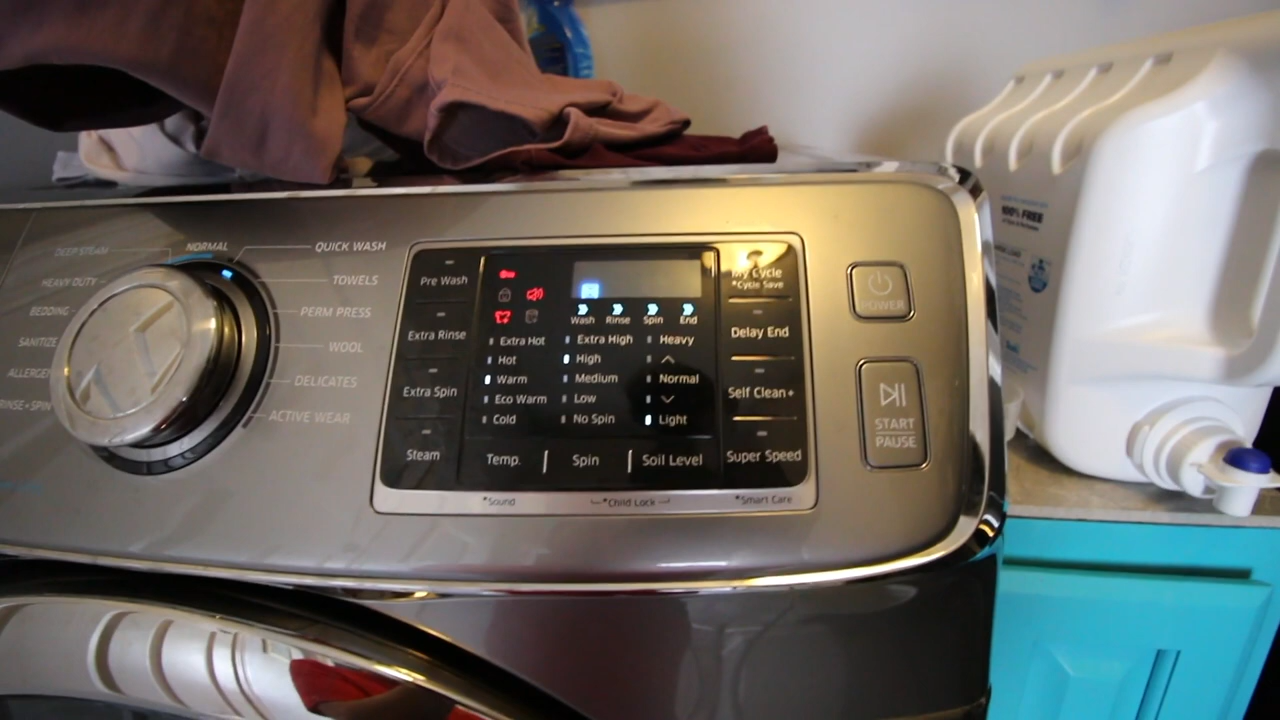 DEEP STEAM
NORMAL
QUICK WASH
HEAVY DUTY
TOWELS
BEDDING
PERM PRESS
SANITIZE
WOOL
ALLERGEN
DELICATES
RINSE+SPIN
ACTIVE WEAR
Pre Wash
Extra Rinse
Extra Spin
Steam
Wash Rinse Spin End
Extra Hot Extra High Heavy
Hot High
Warm Medium Normal
Eco Warm Low
Cold No Spin Light
Temp. Spin Soil Level
*Sound *Child Lock *Smart Care
My Cycle
*Cycle Save
Delay End
Self Clean+
Super Speed
POWER
START
PAUSE
100% FREE